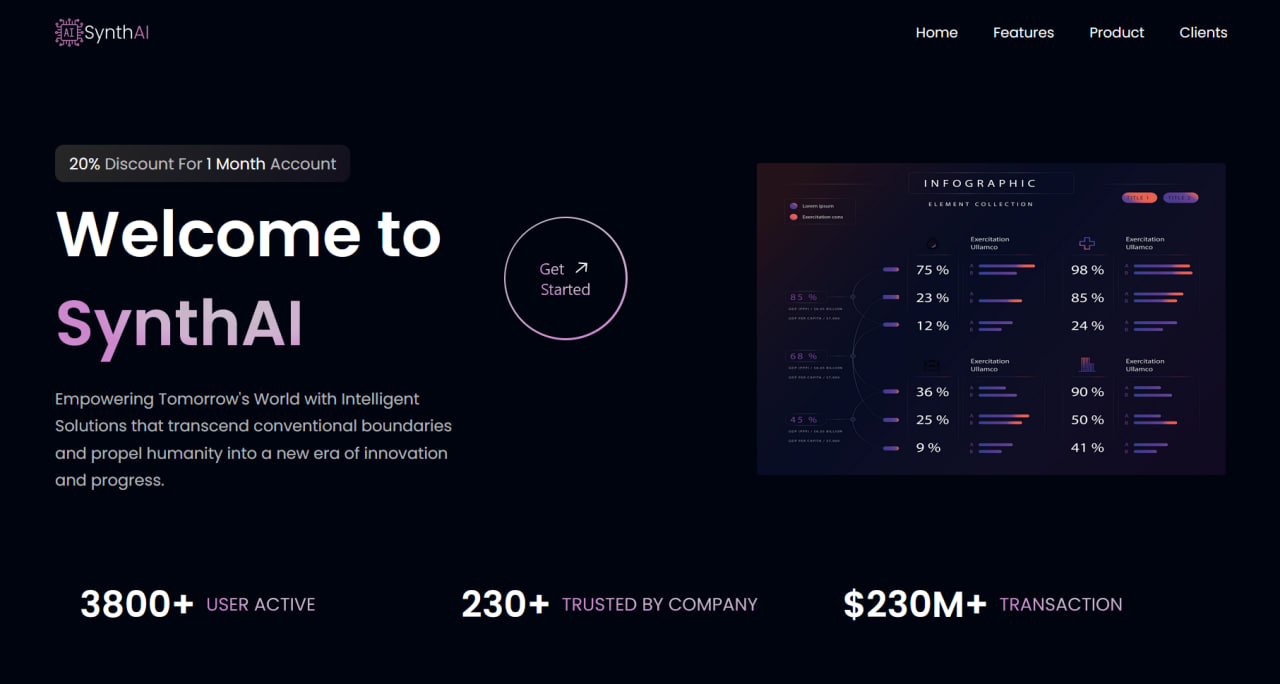 AI SynthAI
Home Features Product Clients
20% Discount For 1 Month Account
Welcome to
SynthAI
Get
Started
Empowering Tomorrow's World with Intelligent
Solutions that transcend conventional boundaries
and propel humanity into a new era of innovation
and progress.
INFOGRAPHIC
ELEMENT COLLECTION
Lorem Ipsum
Exercitation cons
TITLE 1
TITLE 2
85 %
68 %
45 %
Exercitation
Ullamco
75 %
23 %
12 %
Exercitation
Ullamco
98 %
85 %
24 %
Exercitation
Ullamco
36 %
25 %
9 %
Exercitation
Ullamco
90 %
50 %
41 %
3800+ USER ACTIVE
230+ TRUSTED BY COMPANY
$230M+ TRANSACTION